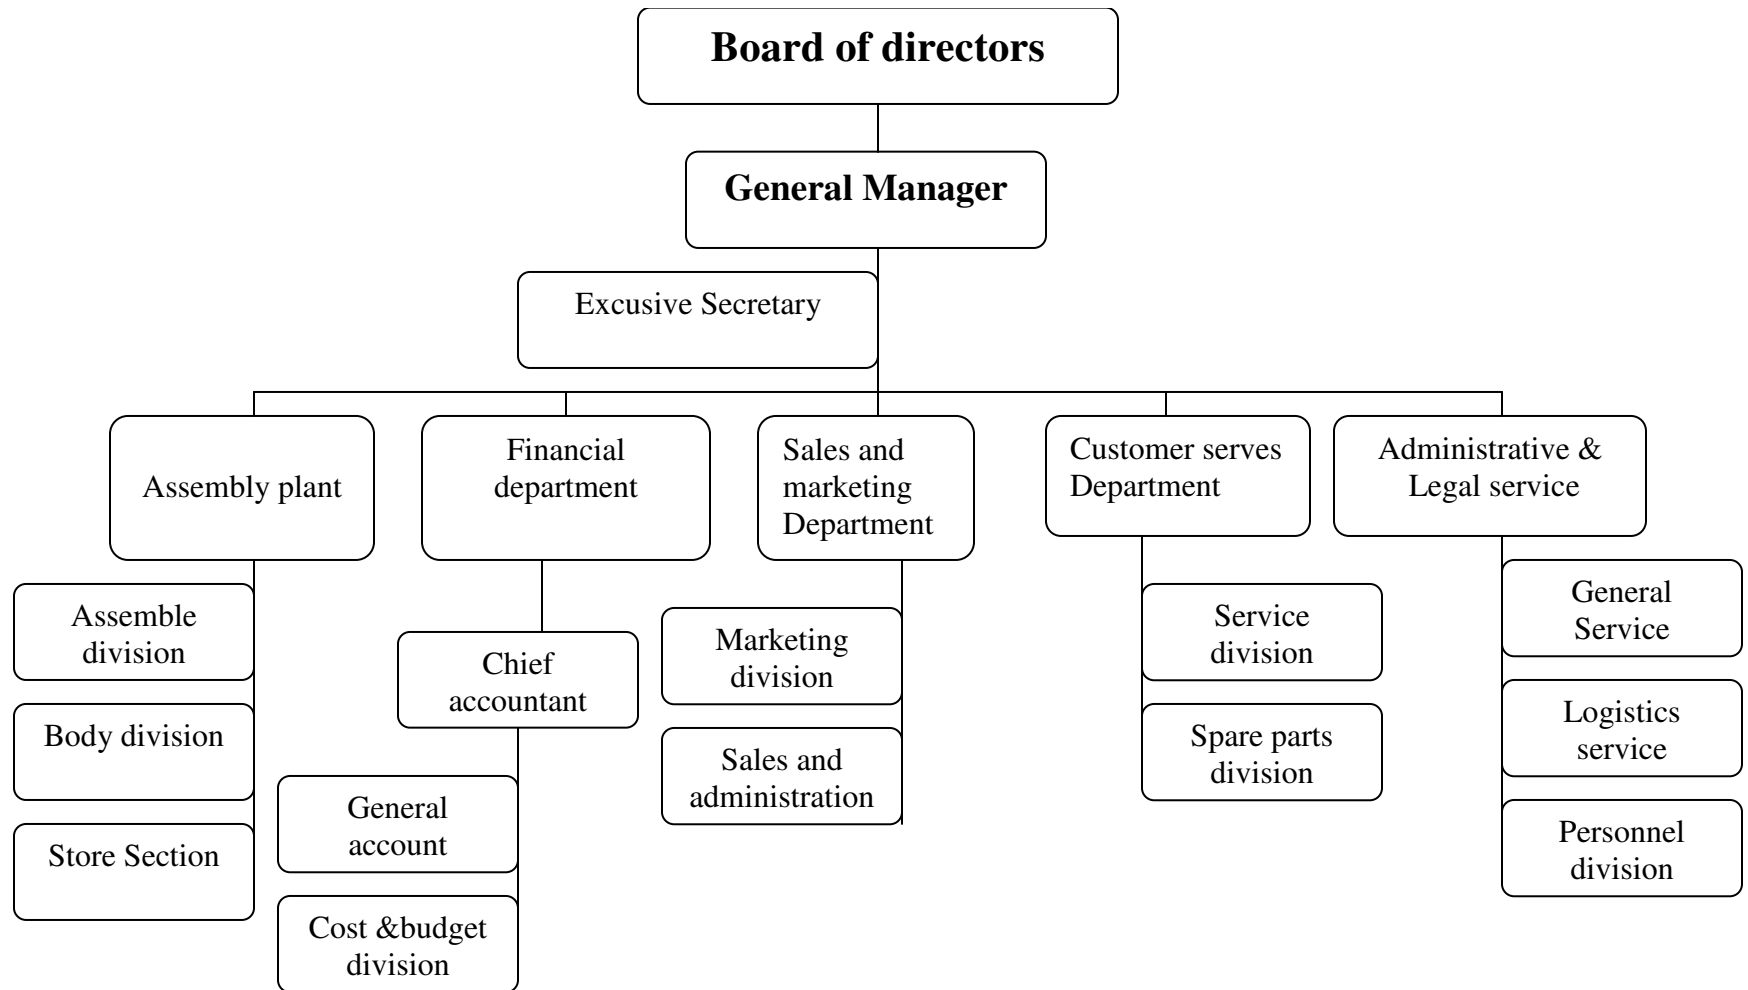 Board of directors
General Manager
Excusive Secretary
Assembly plant
Financial
department
Sales and
marketing
Department
Customer serves
Department
Administrative &
Legal service
Assemble
division
Body division
Store Section
Chief
accountant
General
account
Cost &budget
division
Marketing
division
Sales and
administration
Service
division
Spare parts
division
General
Service
Logistics
service
Personnel
division